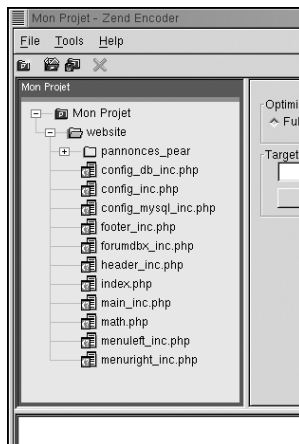 Mon Projet - Zend Encoder
File Tools Help
Mon Projet
Mon Projet
website
pannonces_pear
config_db_inc.php
config_inc.php
config_mysql_inc.php
footer_inc.php
forumdbx_inc.php
header_inc.php
index.php
main_inc.php
math.php
menuleft_inc.php
menuright_inc.php
Optimi
Ful
Target